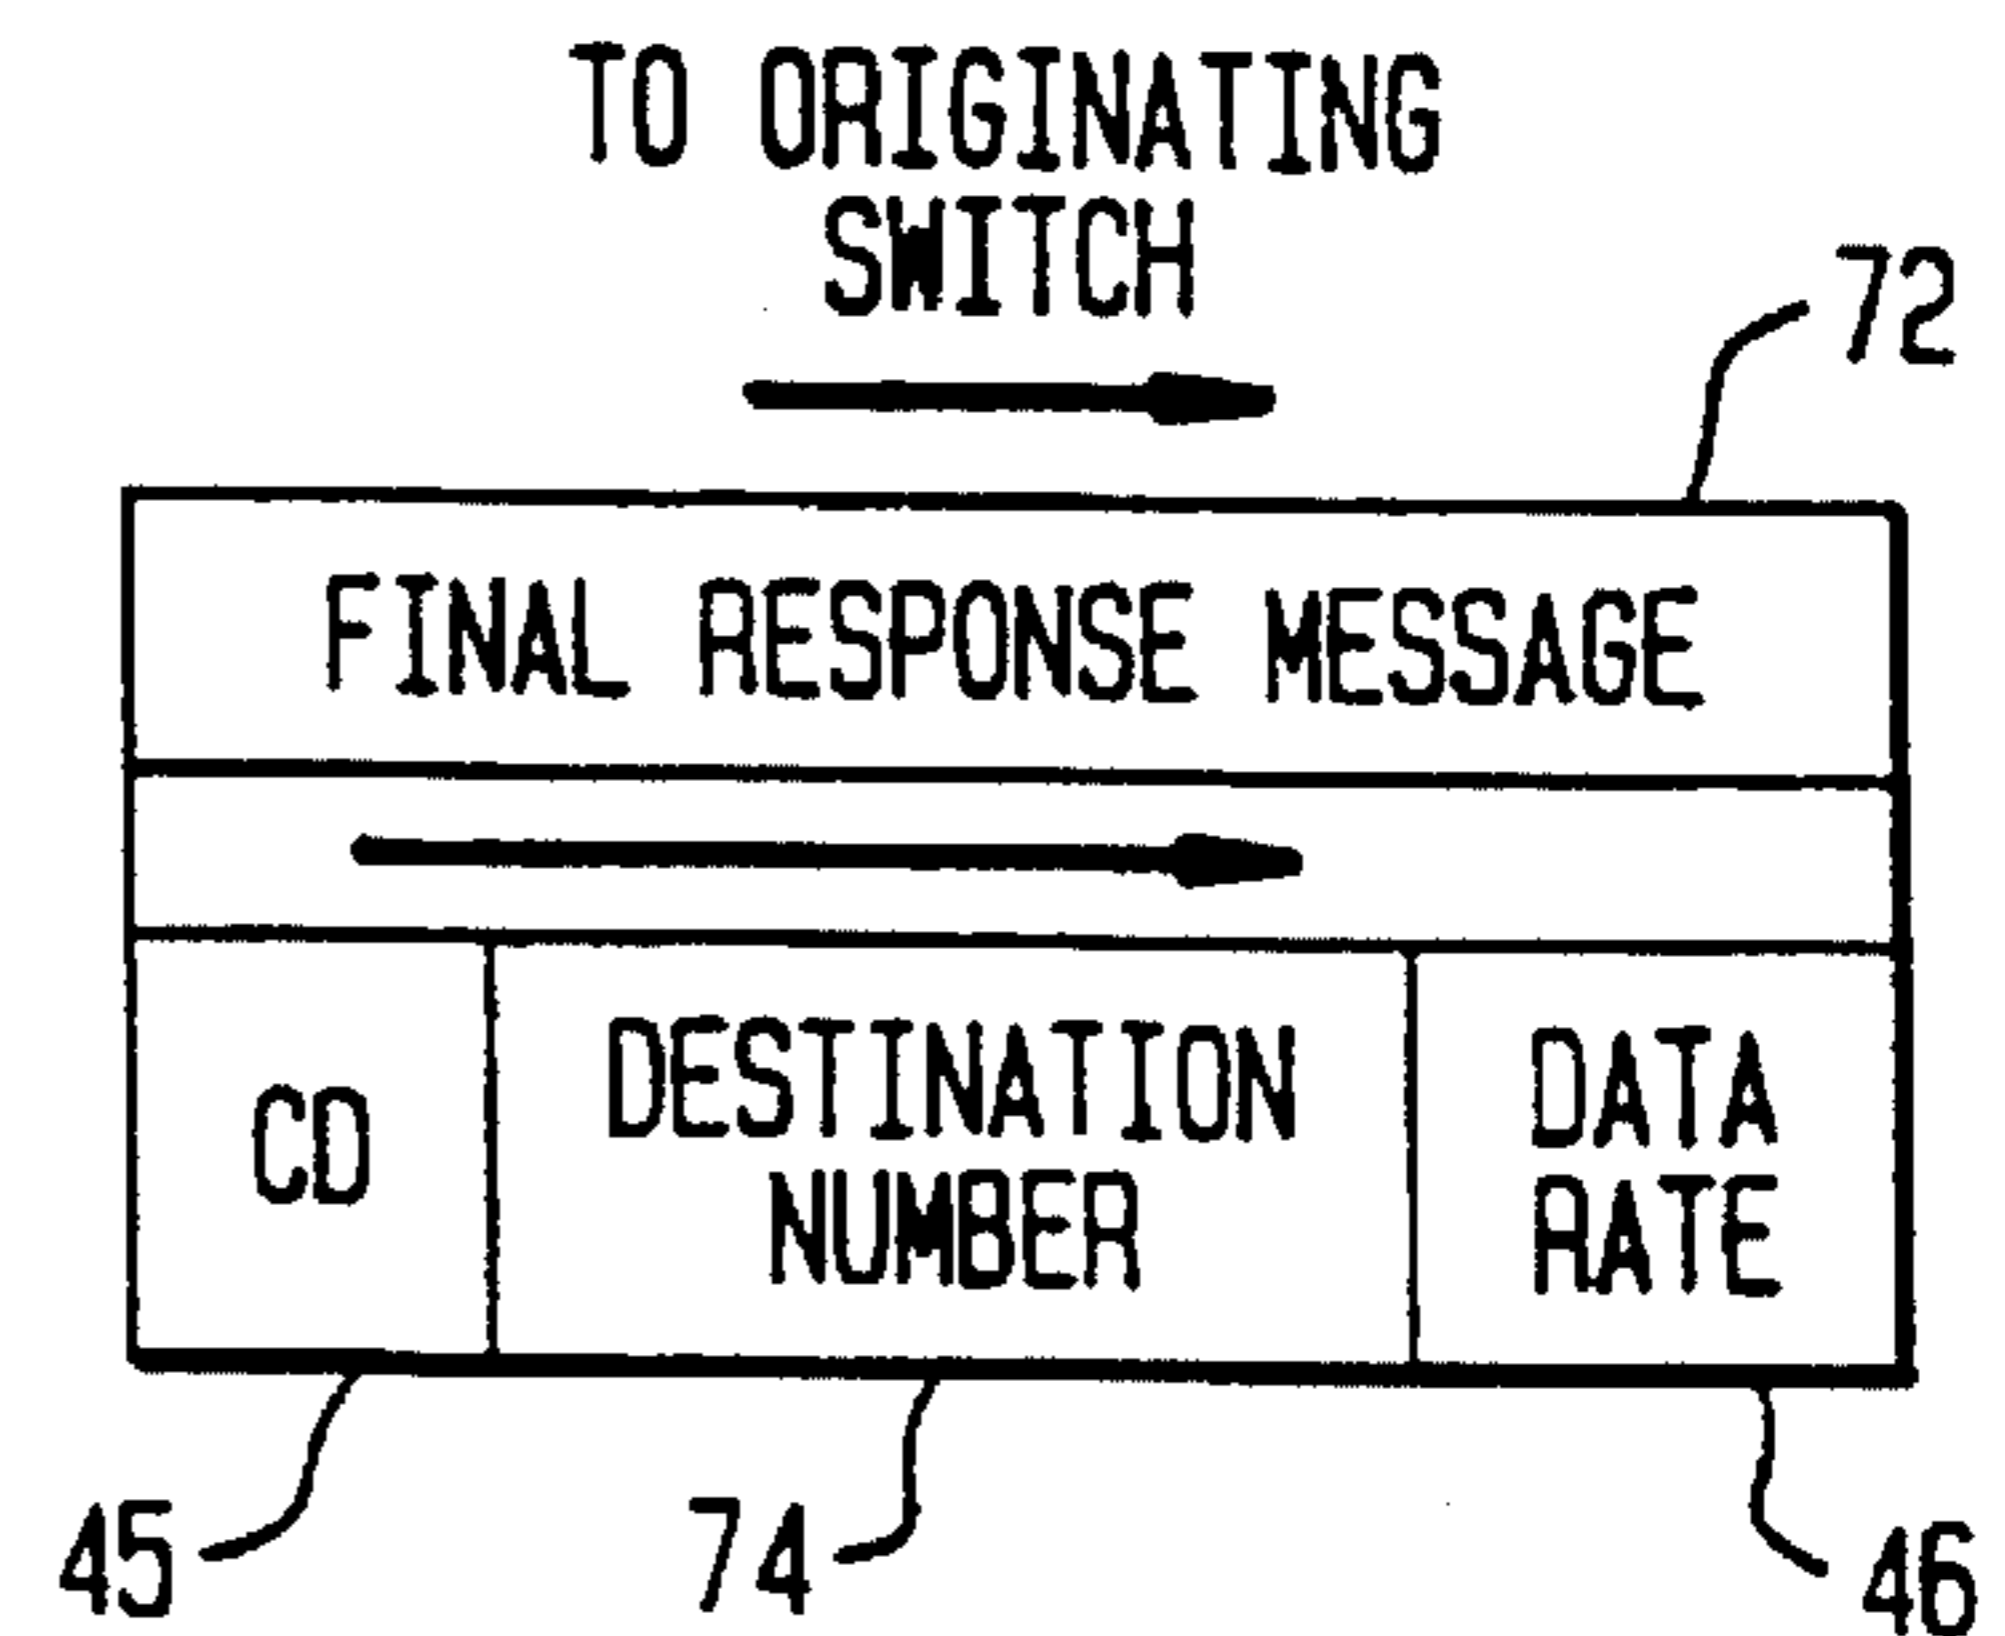 TO ORIGINATING
SWITCH
72
FINAL RESPONSE MESSAGE
CD
DESTINATION
NUMBER
DATA
RATE
45
74
46